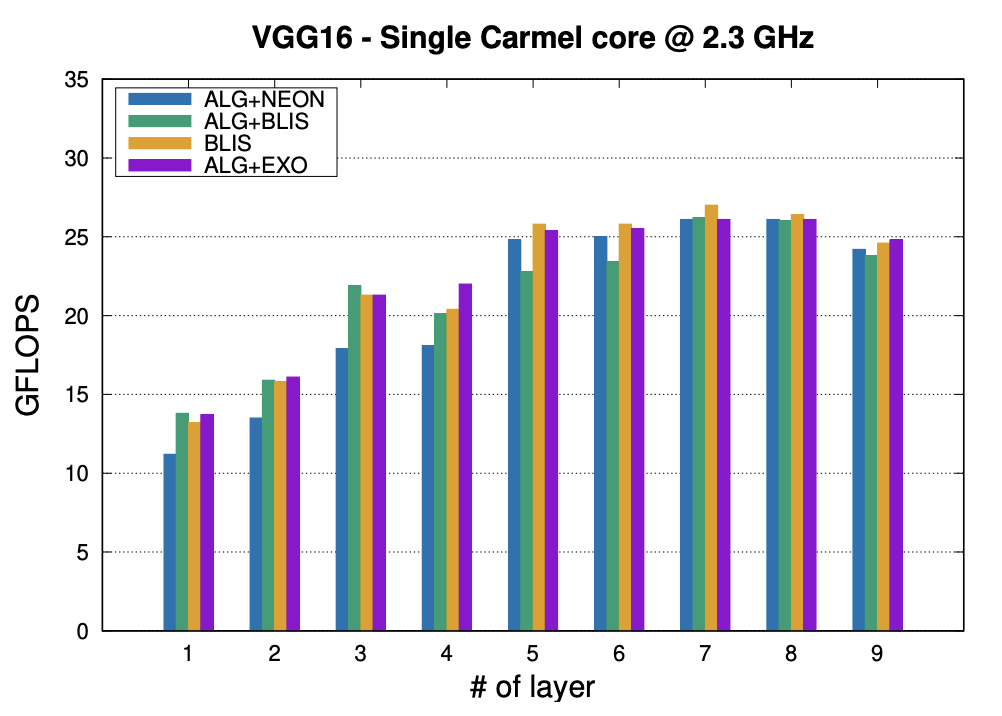 VGG16 - Single Carmel core @ 2.3 GHz
ALG+NEON
ALG+BLIS
BLIS
ALG+EXO
GFLOPS
35
30
25
20
15
10
5
0
1 2 3 4 5 6 7 8 9
# of layer